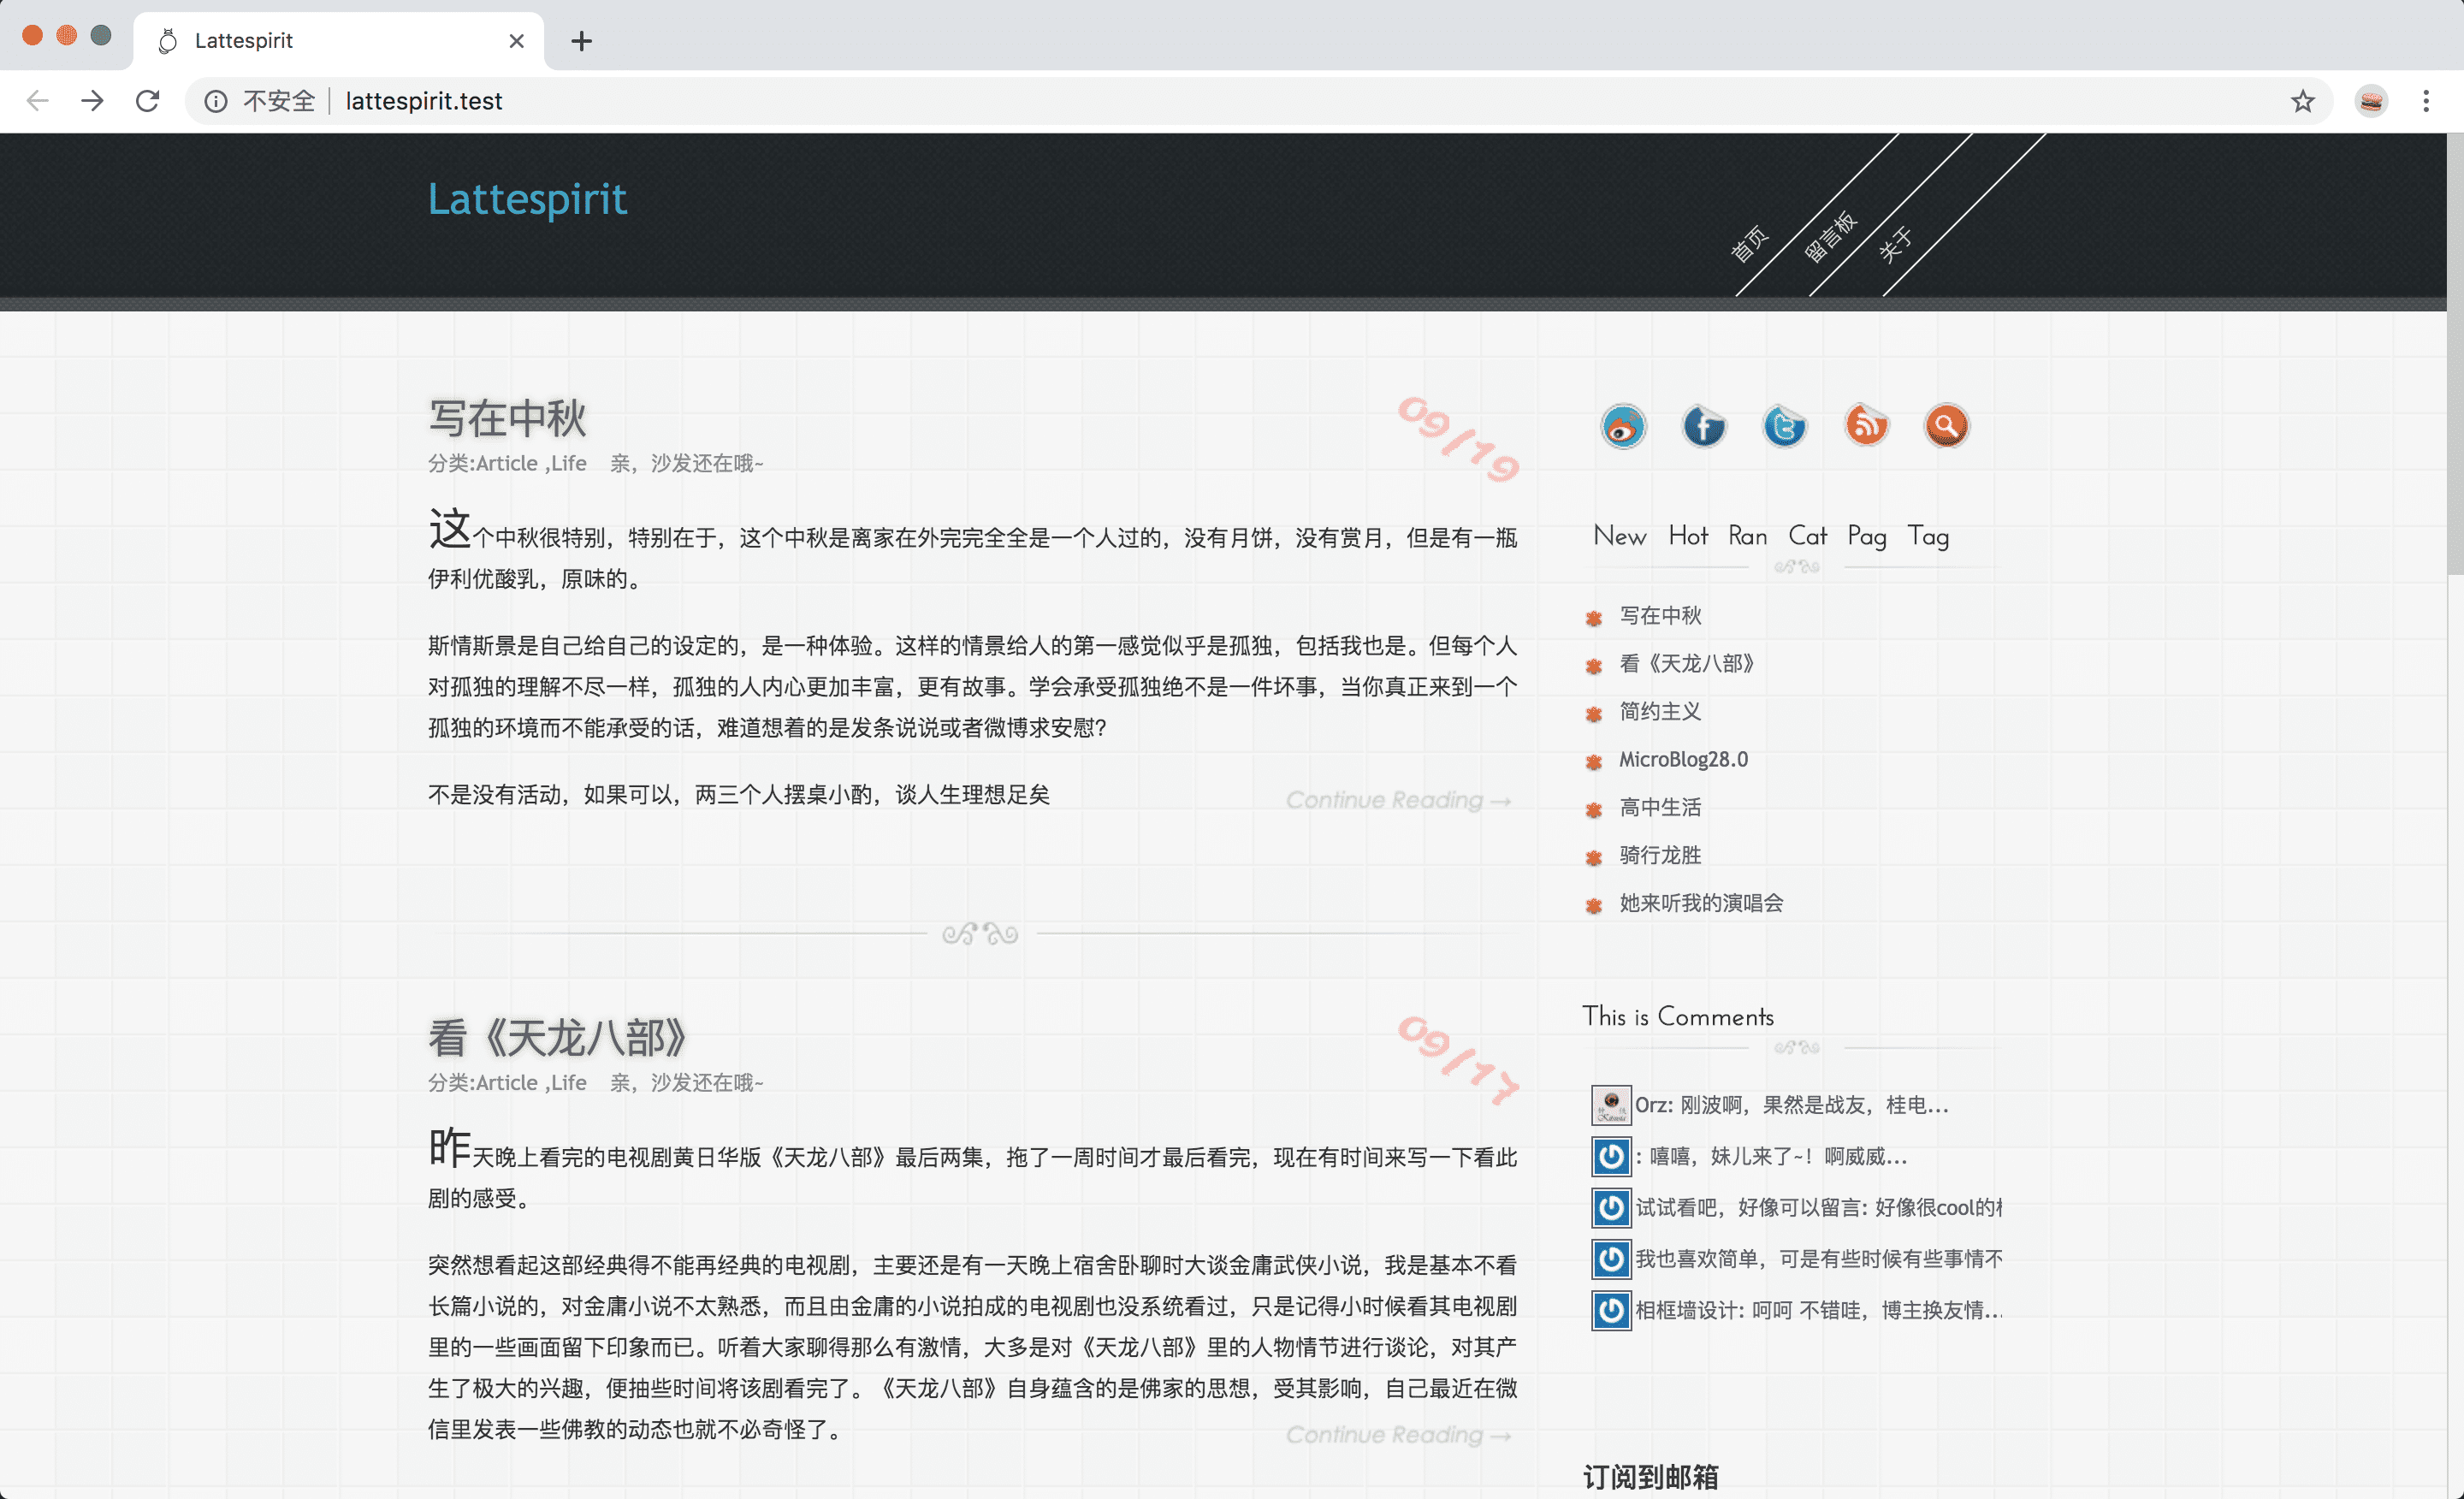 Lattespirit
不安全
lattespirit.test
Lattespirit
首页
留言板
关于
写在中秋
09/19
分类:Article ,Life 亲，沙发还在哦~
这个中秋很特别，特别在于，这个中秋是离家在外完完全全是一个人过的，没有月饼，没有赏月，但是有一瓶
伊利优酸乳，原味的。
斯情斯景是自己给自己的设定的，是一种体验。这样的情景给人的第一感觉似乎是孤独，包括我也是。但每个人
对孤独的理解不尽一样，孤独的人内心更加丰富，更有故事。学会承受孤独绝不是一件坏事，当你真正来到一个
孤独的环境而不能承受的话，难道想着的是发条说说或者微博求安慰？
不是没有活动，如果可以，两三个人摆桌小酌，谈人生理想足矣
Continue Reading →
看《天龙八部》
09/17
分类:Article ,Life 亲，沙发还在哦~
昨天晚上看完的电视剧黄日华版《天龙八部》最后两集，拖了一周时间才最后看完，现在有时间来写一下看此
剧的感受。
突然想看起这部经典得不能再经典的电视剧，主要还是有一天晚上宿舍卧聊时大谈金庸武侠小说，我是基本不看
长篇小说的，对金庸小说不太熟悉，而且由金庸的小说拍成的电视剧也没系统看过，只是记得小时候看其电视剧
里的一些画面留下印象而已。听着大家聊得那么有激情，大多是对《天龙八部》里的人物情节进行谈论，对其产
生了极大的兴趣，便抽些时间将该剧看完了。《天龙八部》自身蕴含的是佛家的思想，受其影响，自己最近在微
信里发表一些佛教的动态也就不必奇怪了。
Continue Reading →
New Hot Ran Cat Pag Tag
写在中秋
看《天龙八部》
简约主义
MicroBlog28.0
高中生活
骑行龙胜
她来听我的演唱会
This is Comments
Orz: 刚波啊，果然是战友，桂电...
: 嘻嘻，妹儿来了~！啊威威...
试试看吧，好像可以留言: 好像很cool的
我也喜欢简单，可是有些时候有些事情不
相框墙设计: 呵呵 不错哇，博主换友情...
订阅到邮箱